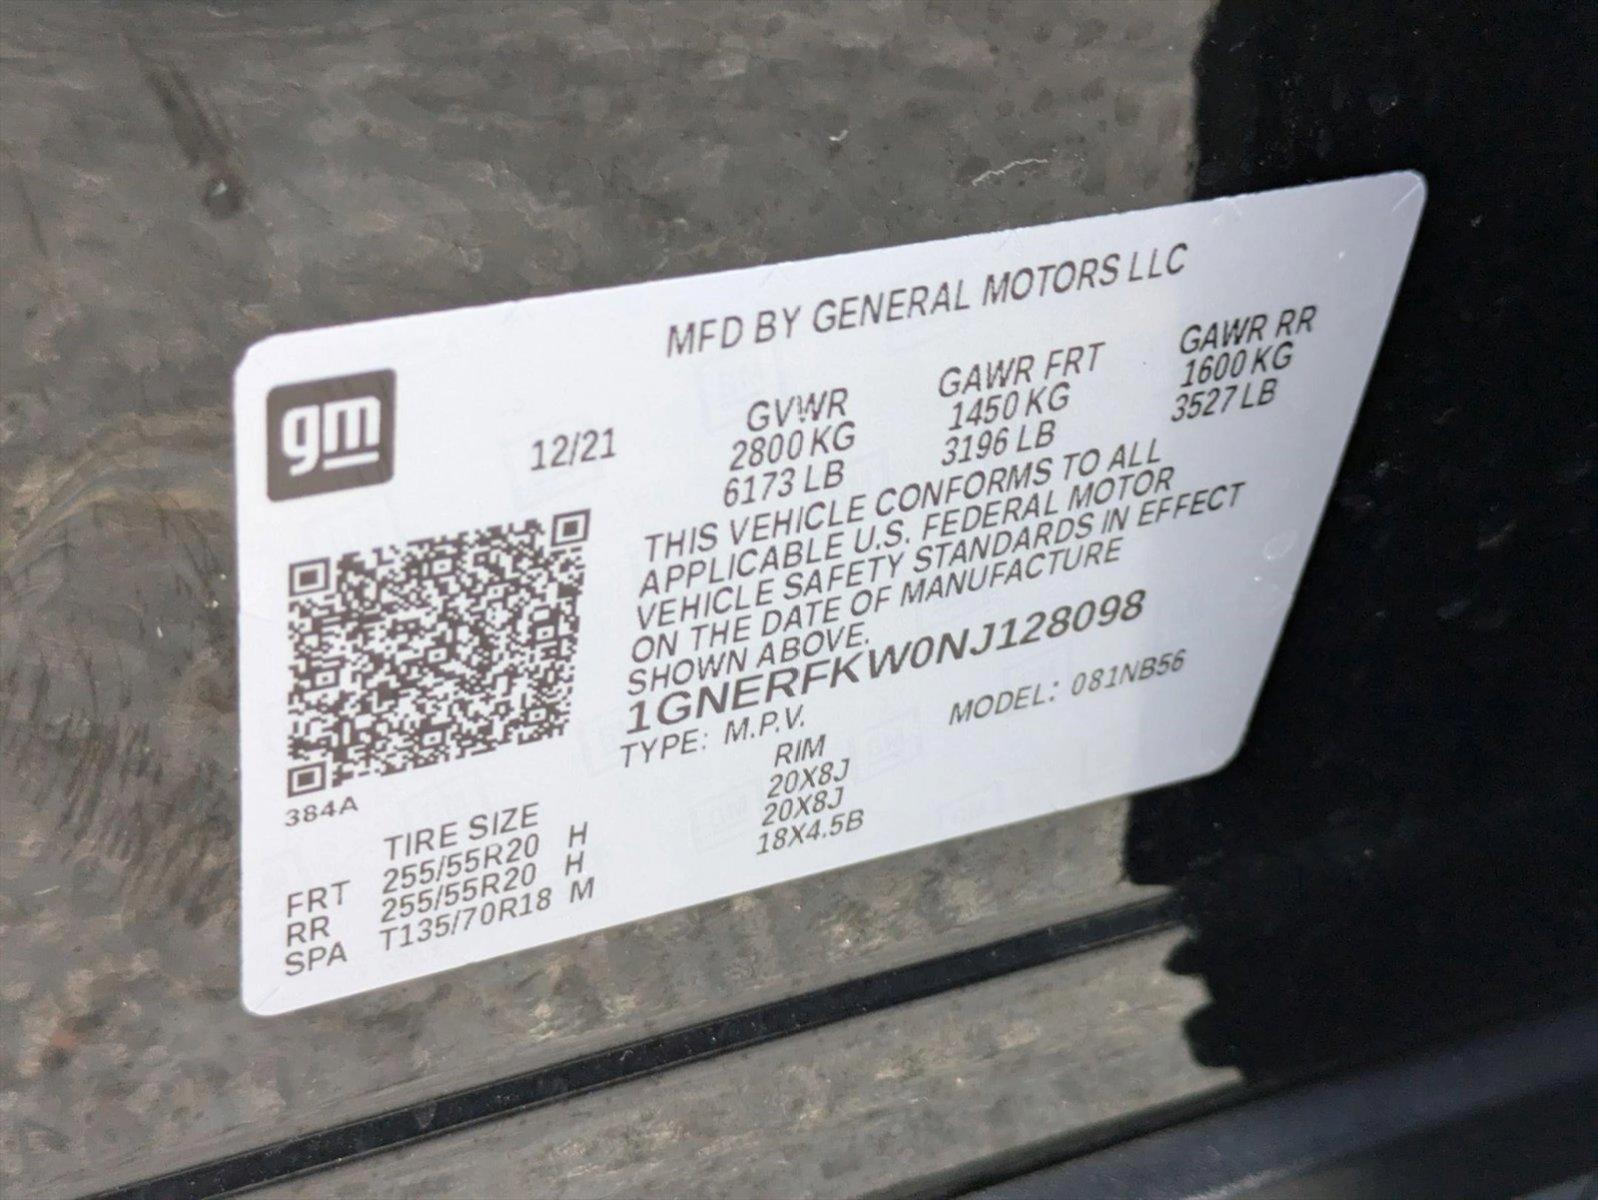 MFD BY GENERAL MOTORS LLC
gm
12/21
GVWR GAWR FRT GAWR RR
2800 KG 1450 KG 1600 KG
6173 LB 3196 LB 3527 LB
THIS VEHICLE CONFORMS TO ALL
APPLICABLE U.S. FEDERAL MOTOR
VEHICLE SAFETY STANDARDS IN EFFECT
ON THE DATE OF MANUFACTURE
SHOWN ABOVE.
1GNERFKW0NJ128098
TYPE: M.P.V. MODEL: 081NB56
384A
TIRE SIZE RIM
FRT 255/55R20 H 20X8J
RR 255/55R20 H 20X8J
SPA T135/70R18 M 18X4.5B